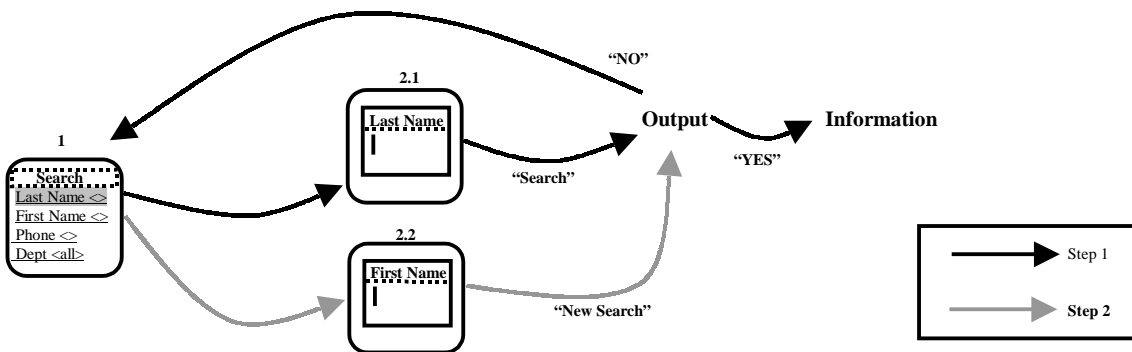 “NO”
2.1
Last Name
Output
Information
1
“YES”
Search
“Search”
Last Name <>
First Name <>
Phone <>
Dept <all>
2.2
First Name
“New Search”
Step 1
Step 2